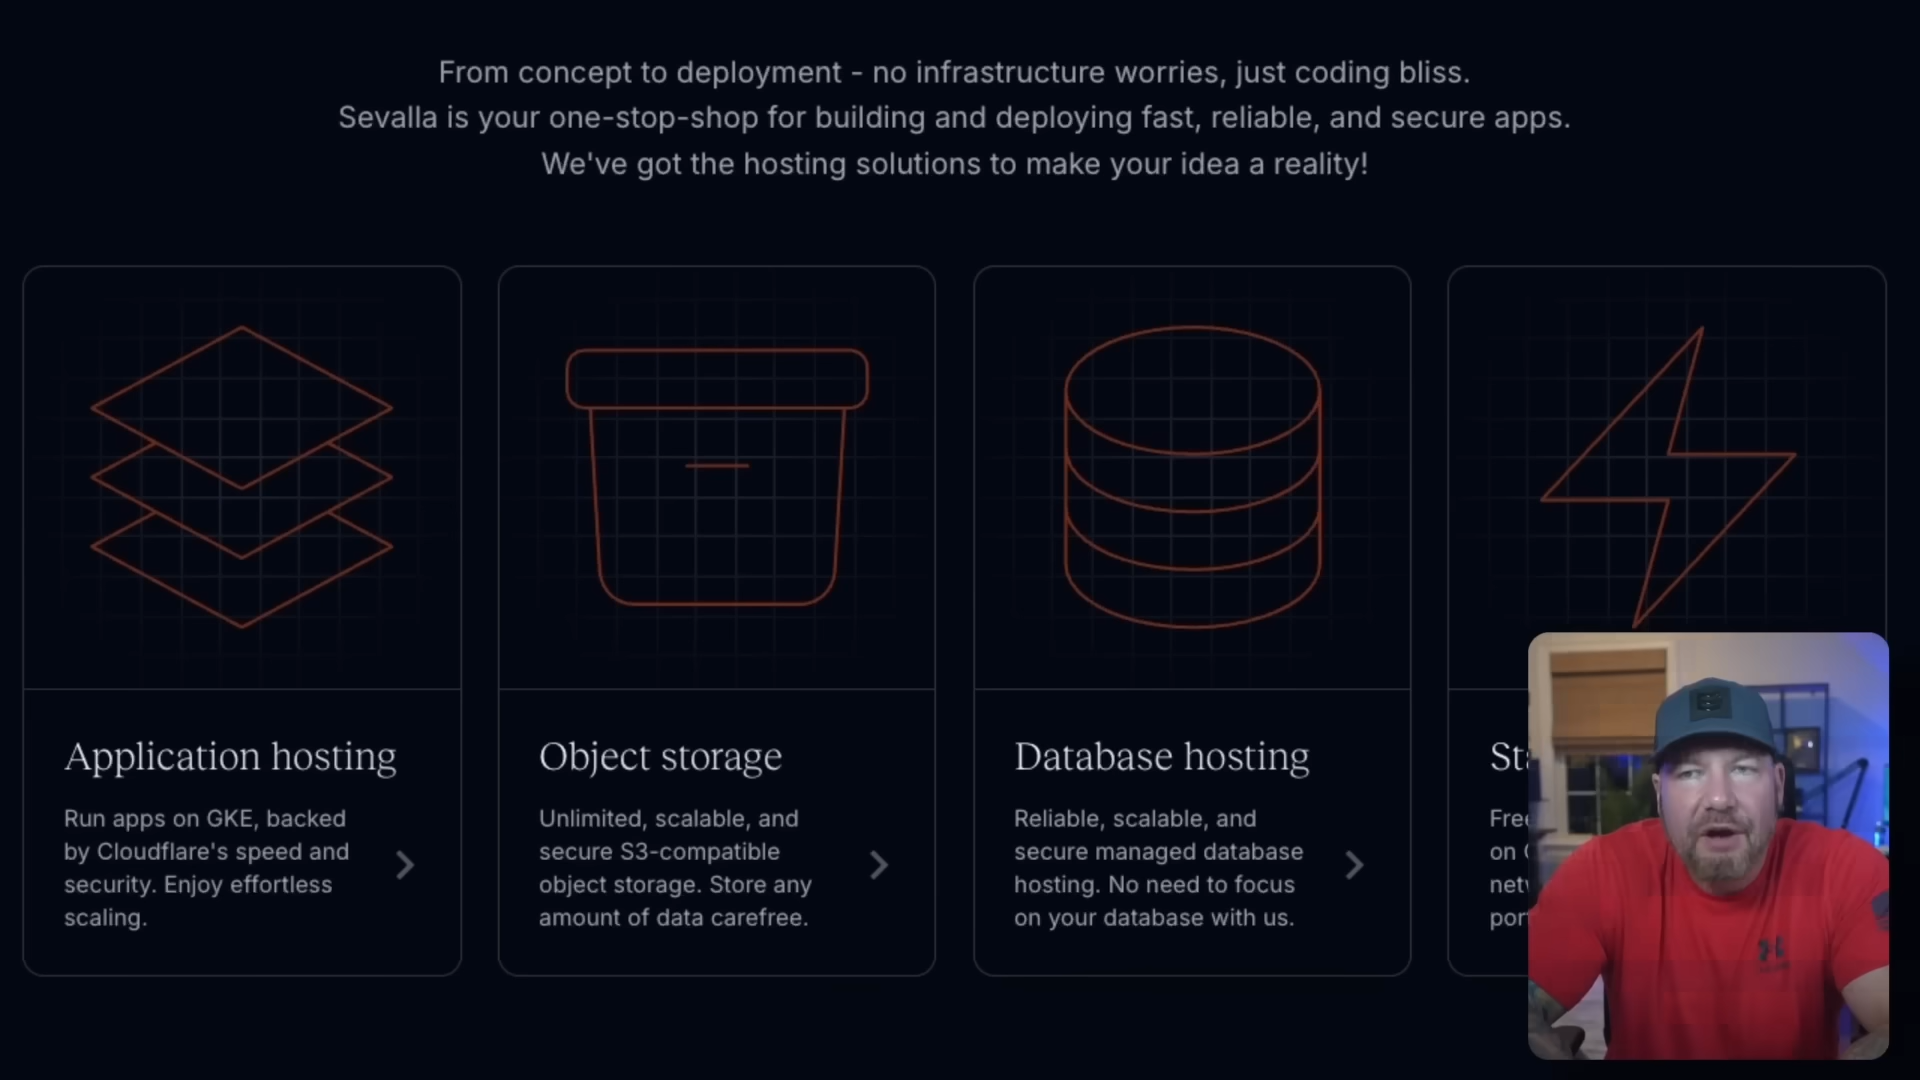 From concept to deployment - no infrastructure worries, just coding bliss.
Sevalla is your one-stop-shop for building and deploying fast, reliable, and secure apps.
We've got the hosting solutions to make your idea a reality!
Application hosting
Run apps on GKE, backed
by Cloudflare's speed and
security. Enjoy effortless
scaling.
Object storage
Unlimited, scalable, and
secure S3-compatible
object storage. Store any
amount of data carefree.
Database hosting
Reliable, scalable, and
secure managed database
hosting. No need to focus
on your database with us.
on